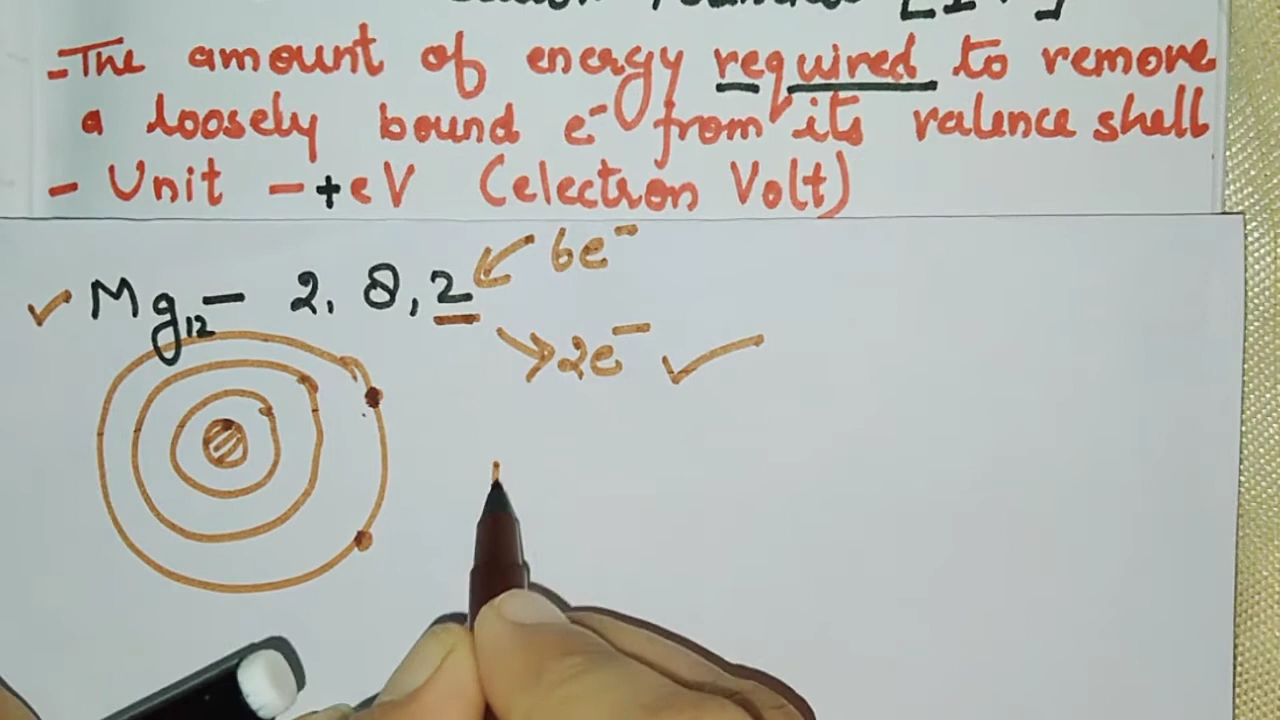 [I P]
-The amount of energy required to remove
a loosely bound e⁻ from its valence shell
- Unit - +eV (electron Volt)
✓ Mg₁₂ - 2, 8, 2 ← 6e⁻
→ 2e⁻ ✓